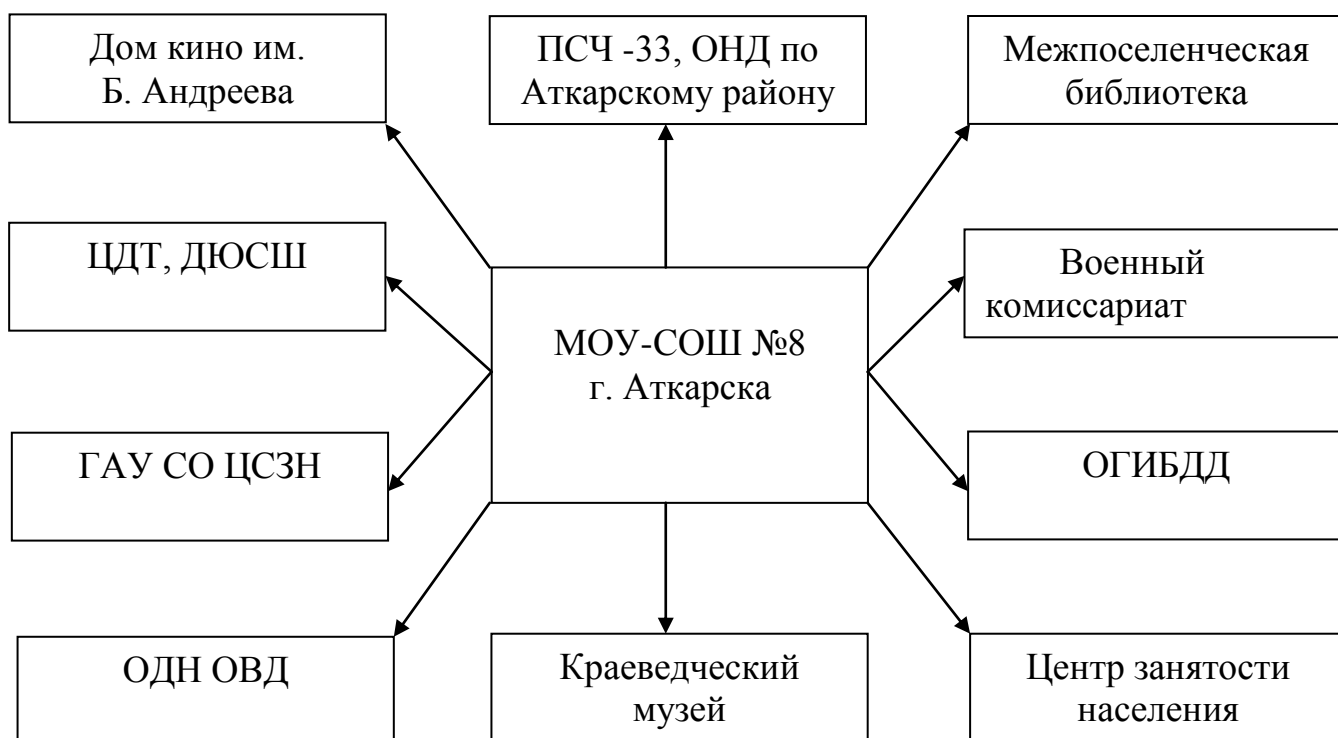 Дом кино им.
Б. Андреева
ПСЧ -33, ОНД по
Аткарскому району
Межпоселенческая
библиотека
ЦДТ, ДЮСШ
Военный
комиссариат
МОУ-СОШ №8
г. Аткарска
ГАУ СО ЦСЗН
ОГИБДД
ОДН ОВД
Краеведческий
музей
Центр занятости
населения